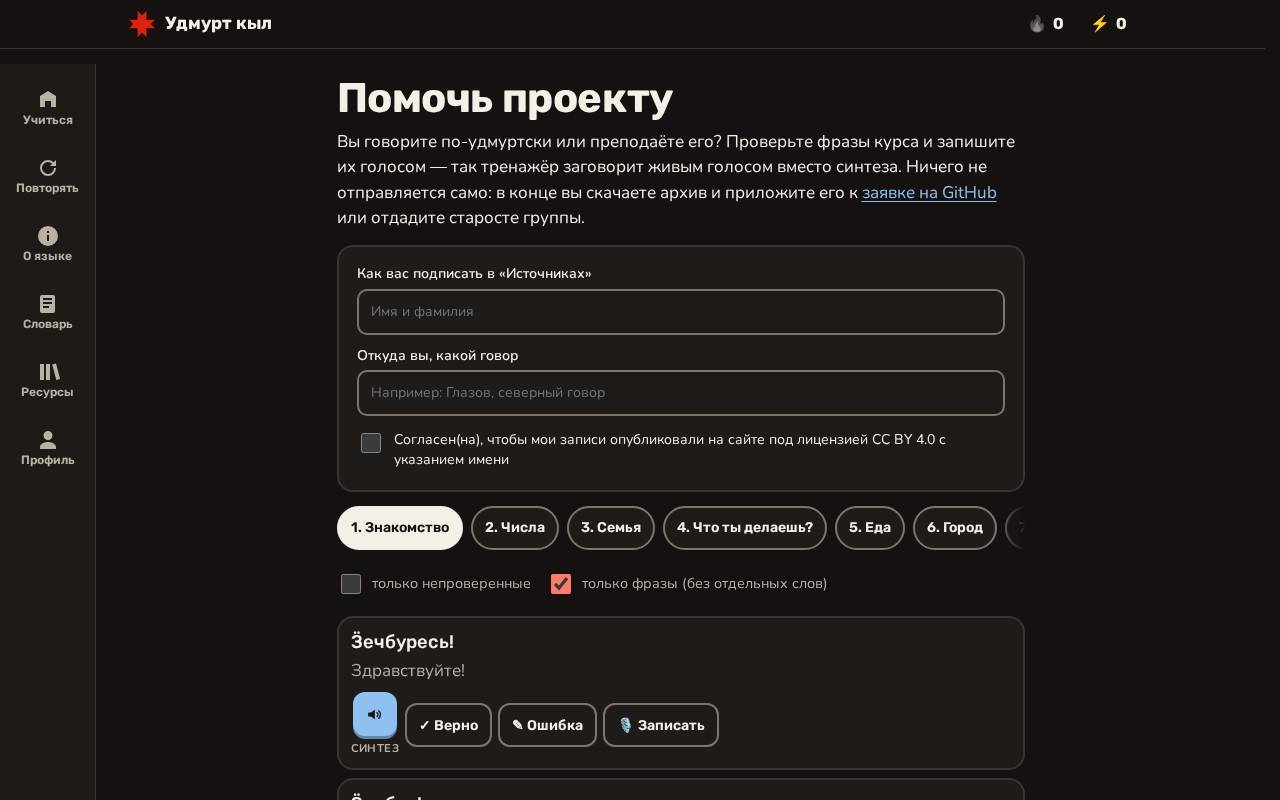 Удмурт кыл
0
0
Учиться
Повторять
О языке
Словарь
Ресурсы
Профиль
Помочь проекту
Вы говорите по-удмуртски или преподаёте его? Проверьте фразы курса и запишите
их голосом — так тренажёр заговорит живым голосом вместо синтеза. Ничего не
отправляется само: в конце вы скачаете архив и приложите его к заявке на GitHub
или отдадите старосте группы.
Как вас подписать в «Источниках»
Имя и фамилия
Откуда вы, какой говор
Например: Глазов, северный говор
Согласен(на), чтобы мои записи опубликовали на сайте под лицензией CC BY 4.0 с
указанием имени
1. Знакомство
2. Числа
3. Семья
4. Что ты делаешь?
5. Еда
6. Город
только непроверенные
только фразы (без отдельных слов)
Ӟечбуресь!
Здравствуйте!
✓ Верно
✎ Ошибка
Записать
СИНТЕЗ